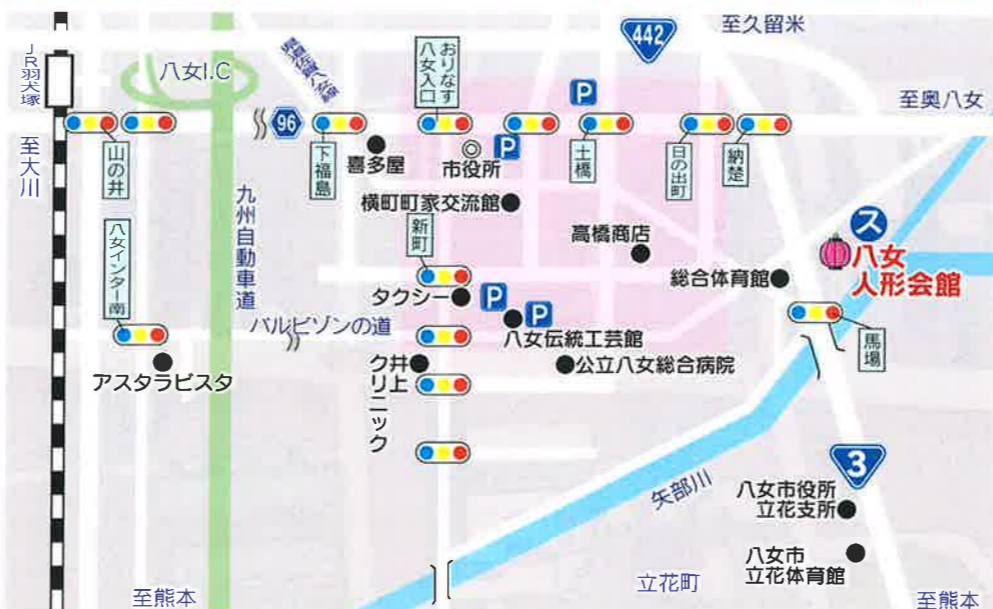 至久留米
442
JR羽犬塚
八女I.C
県道佐賀八女線
おりなす
八女入口
P
至奥八女
96
至大川
山の井
下福島
喜多屋
市役所
P
土橋
日の出町
納楚
九州自動車道
横町町家交流館
新町
高橋商店
ス
八女
人形会館
総合体育館
八女インター南
タクシー
P
P
八女伝統工芸館
バルビゾンの道
馬場
アスタラビスタ
井上
クリニック
公立八女総合病院
3
矢部川
八女市役所
立花支所
八女市
立花体育館
立花町
至熊本
至熊本